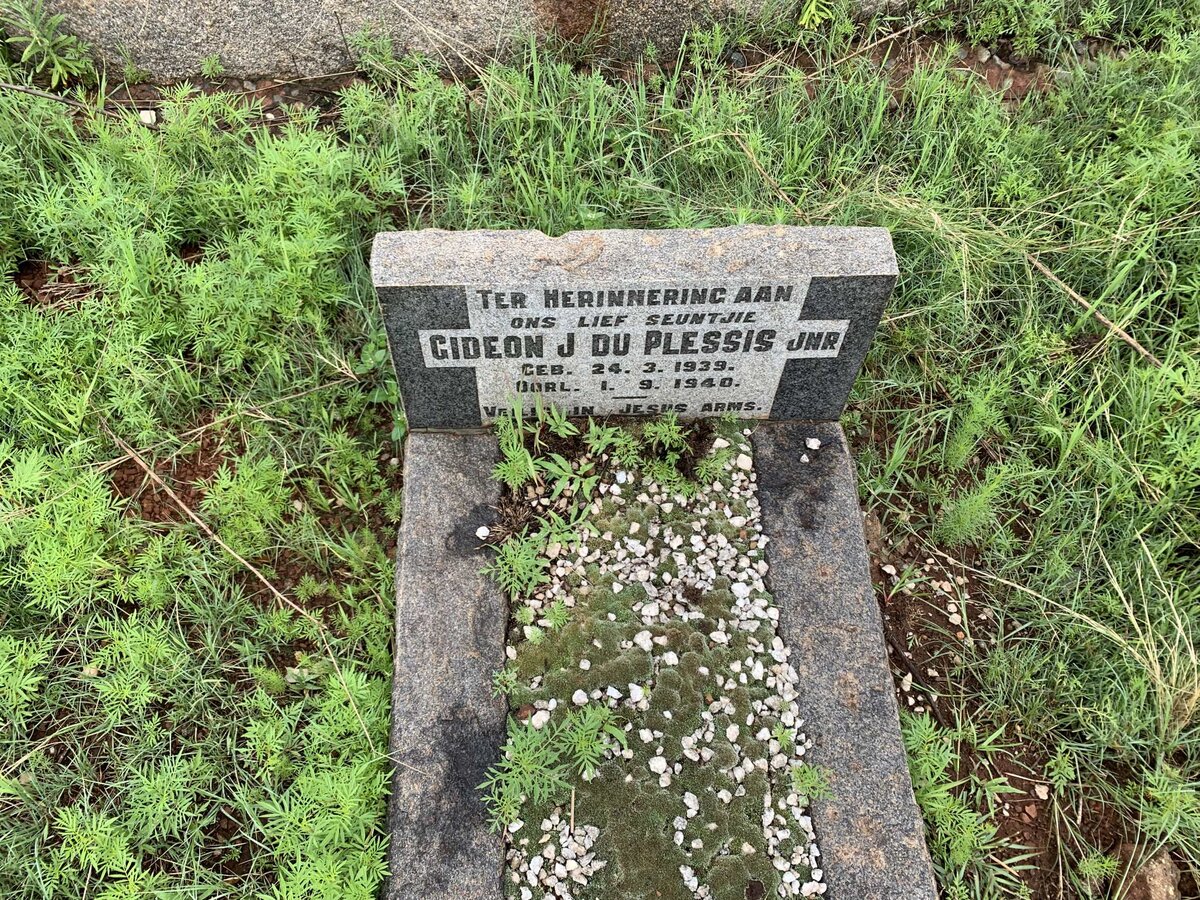 TER HERINNERING AAN
ONS LIEF SEUNTJIE
GIDEON J DU PLESSIS JNR
GEB. 24. 3. 1939.
OORL. 1. 9. 1940.
IN JESUS ARMS.